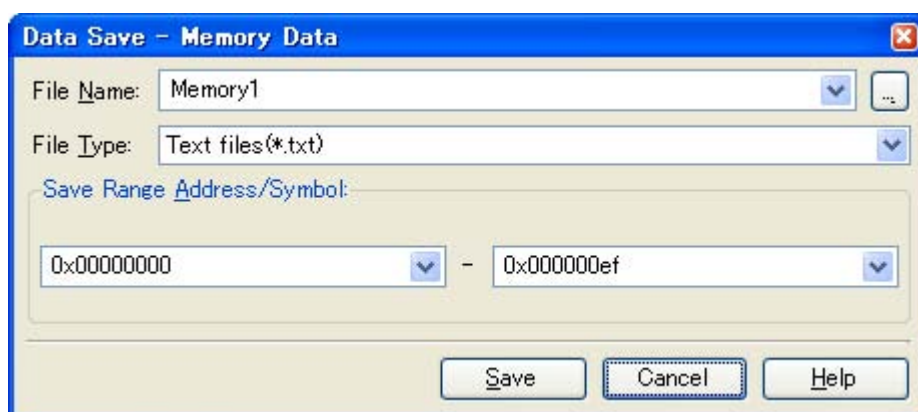 Data Save - Memory Data
File Name: Memory1 ...
File Type: Text files(*.txt)
Save Range Address/Symbol:
0x00000000 - 0x000000ef
Save Cancel Help